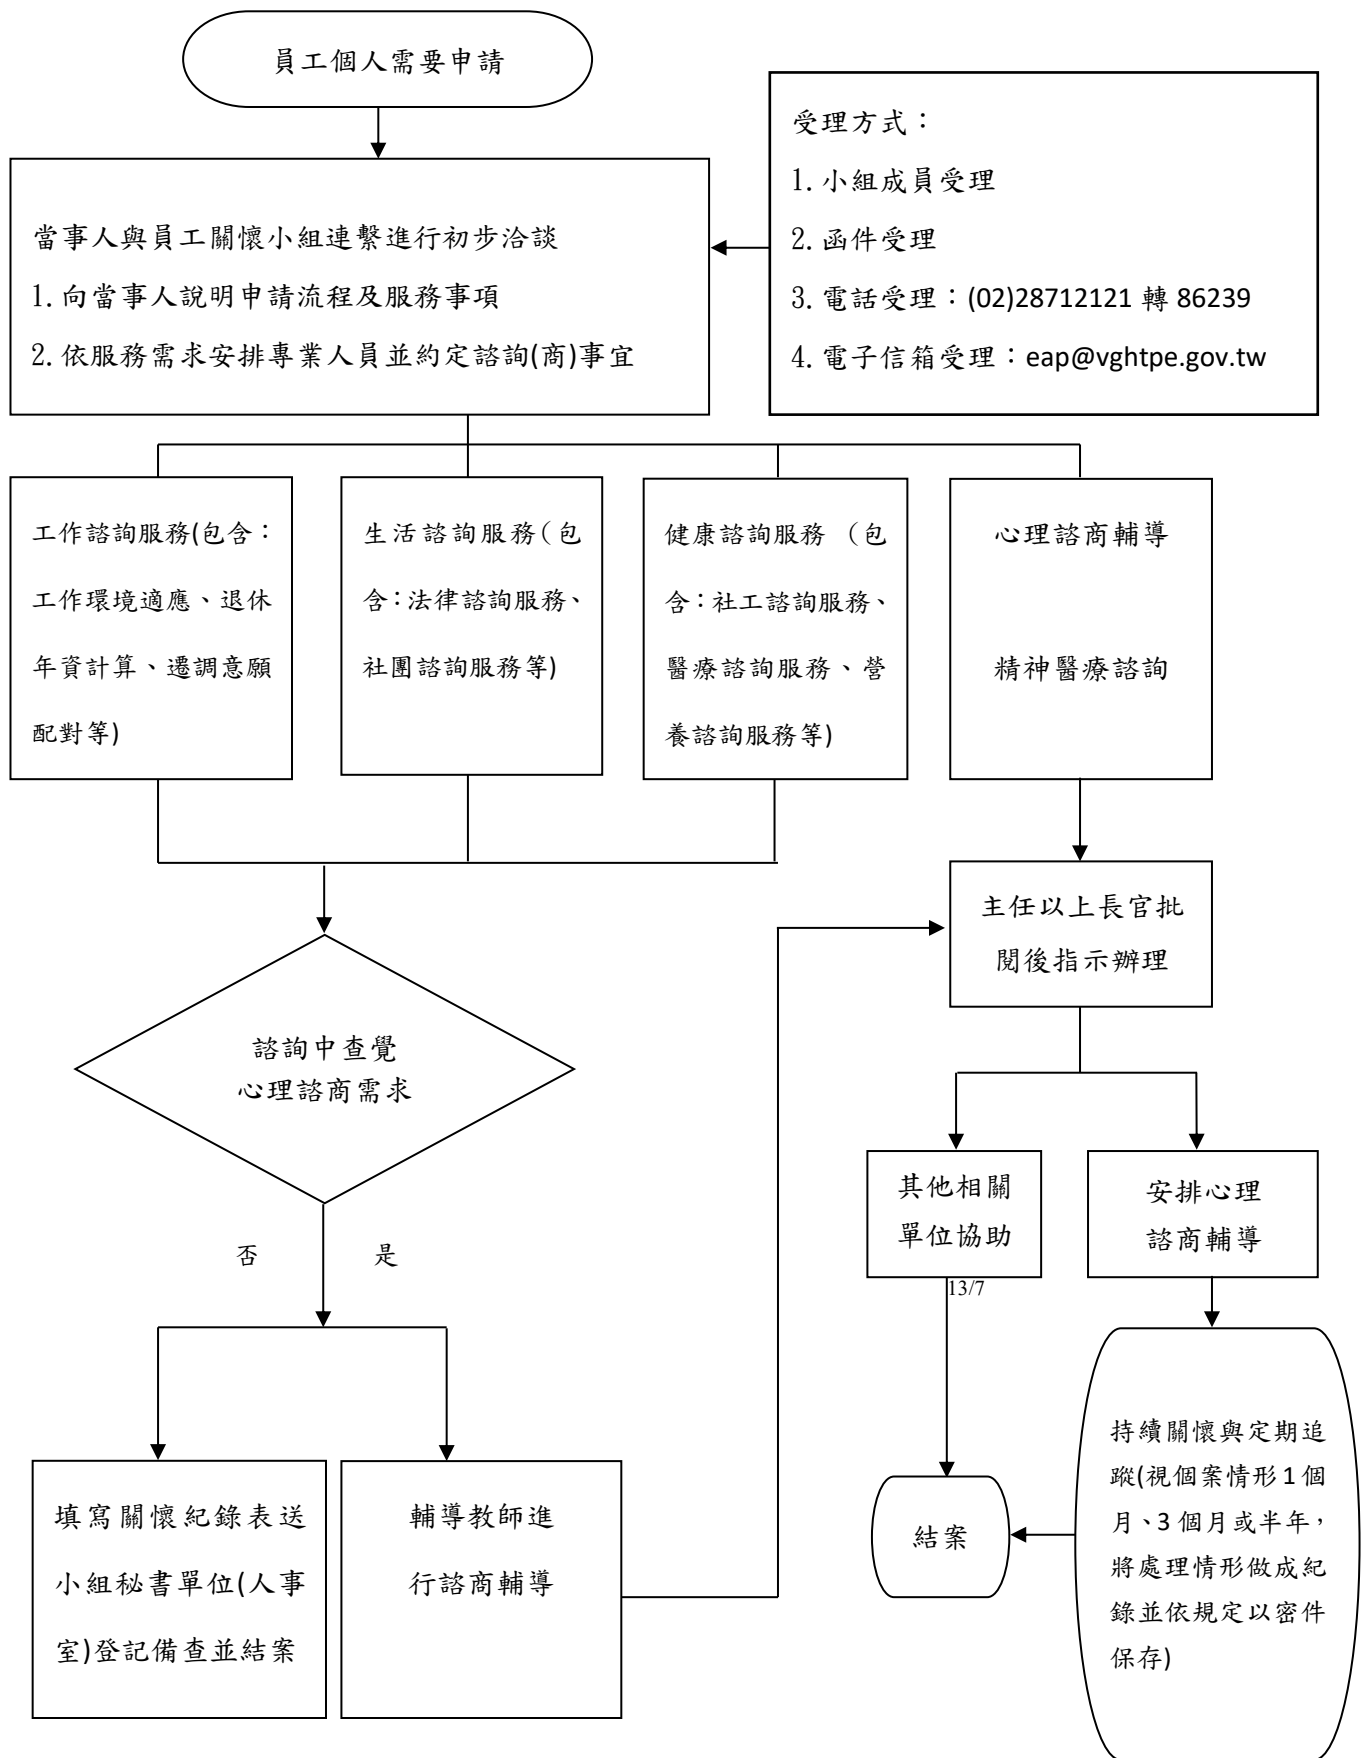 員工個人需要申請
受理方式：
1.小組成員受理
2.函件受理
3.電話受理：(02)28712121 轉 86239
4.電子信箱受理：eap@vghtpe.gov.tw
當事人與員工關懷小組連繫進行初步洽談
1.向當事人說明申請流程及服務事項
2.依服務需求安排專業人員並約定諮詢(商)事宜
工作諮詢服務(包含：
工作環境適應、退休
年資計算、遷調意願
配對等)
生活諮詢服務（包
含：法律諮詢服務、
社團諮詢服務等)
健康諮詢服務（包
含：社工諮詢服務、
醫療諮詢服務、營
養諮詢服務等)
心理諮商輔導
精神醫療諮詢
主任以上長官批
閱後指示辦理
諮詢中查覺
心理諮商需求
否
是
其他相關
單位協助
安排心理
諮商輔導
13/7
填寫關懷紀錄表送
小組秘書單位(人事
室)登記備查並結案
輔導教師進
行諮商輔導
結案
持續關懷與定期追
蹤(視個案情形 1 個
月、3 個月或半年，
將處理情形做成紀
錄並依規定以密件
保存)